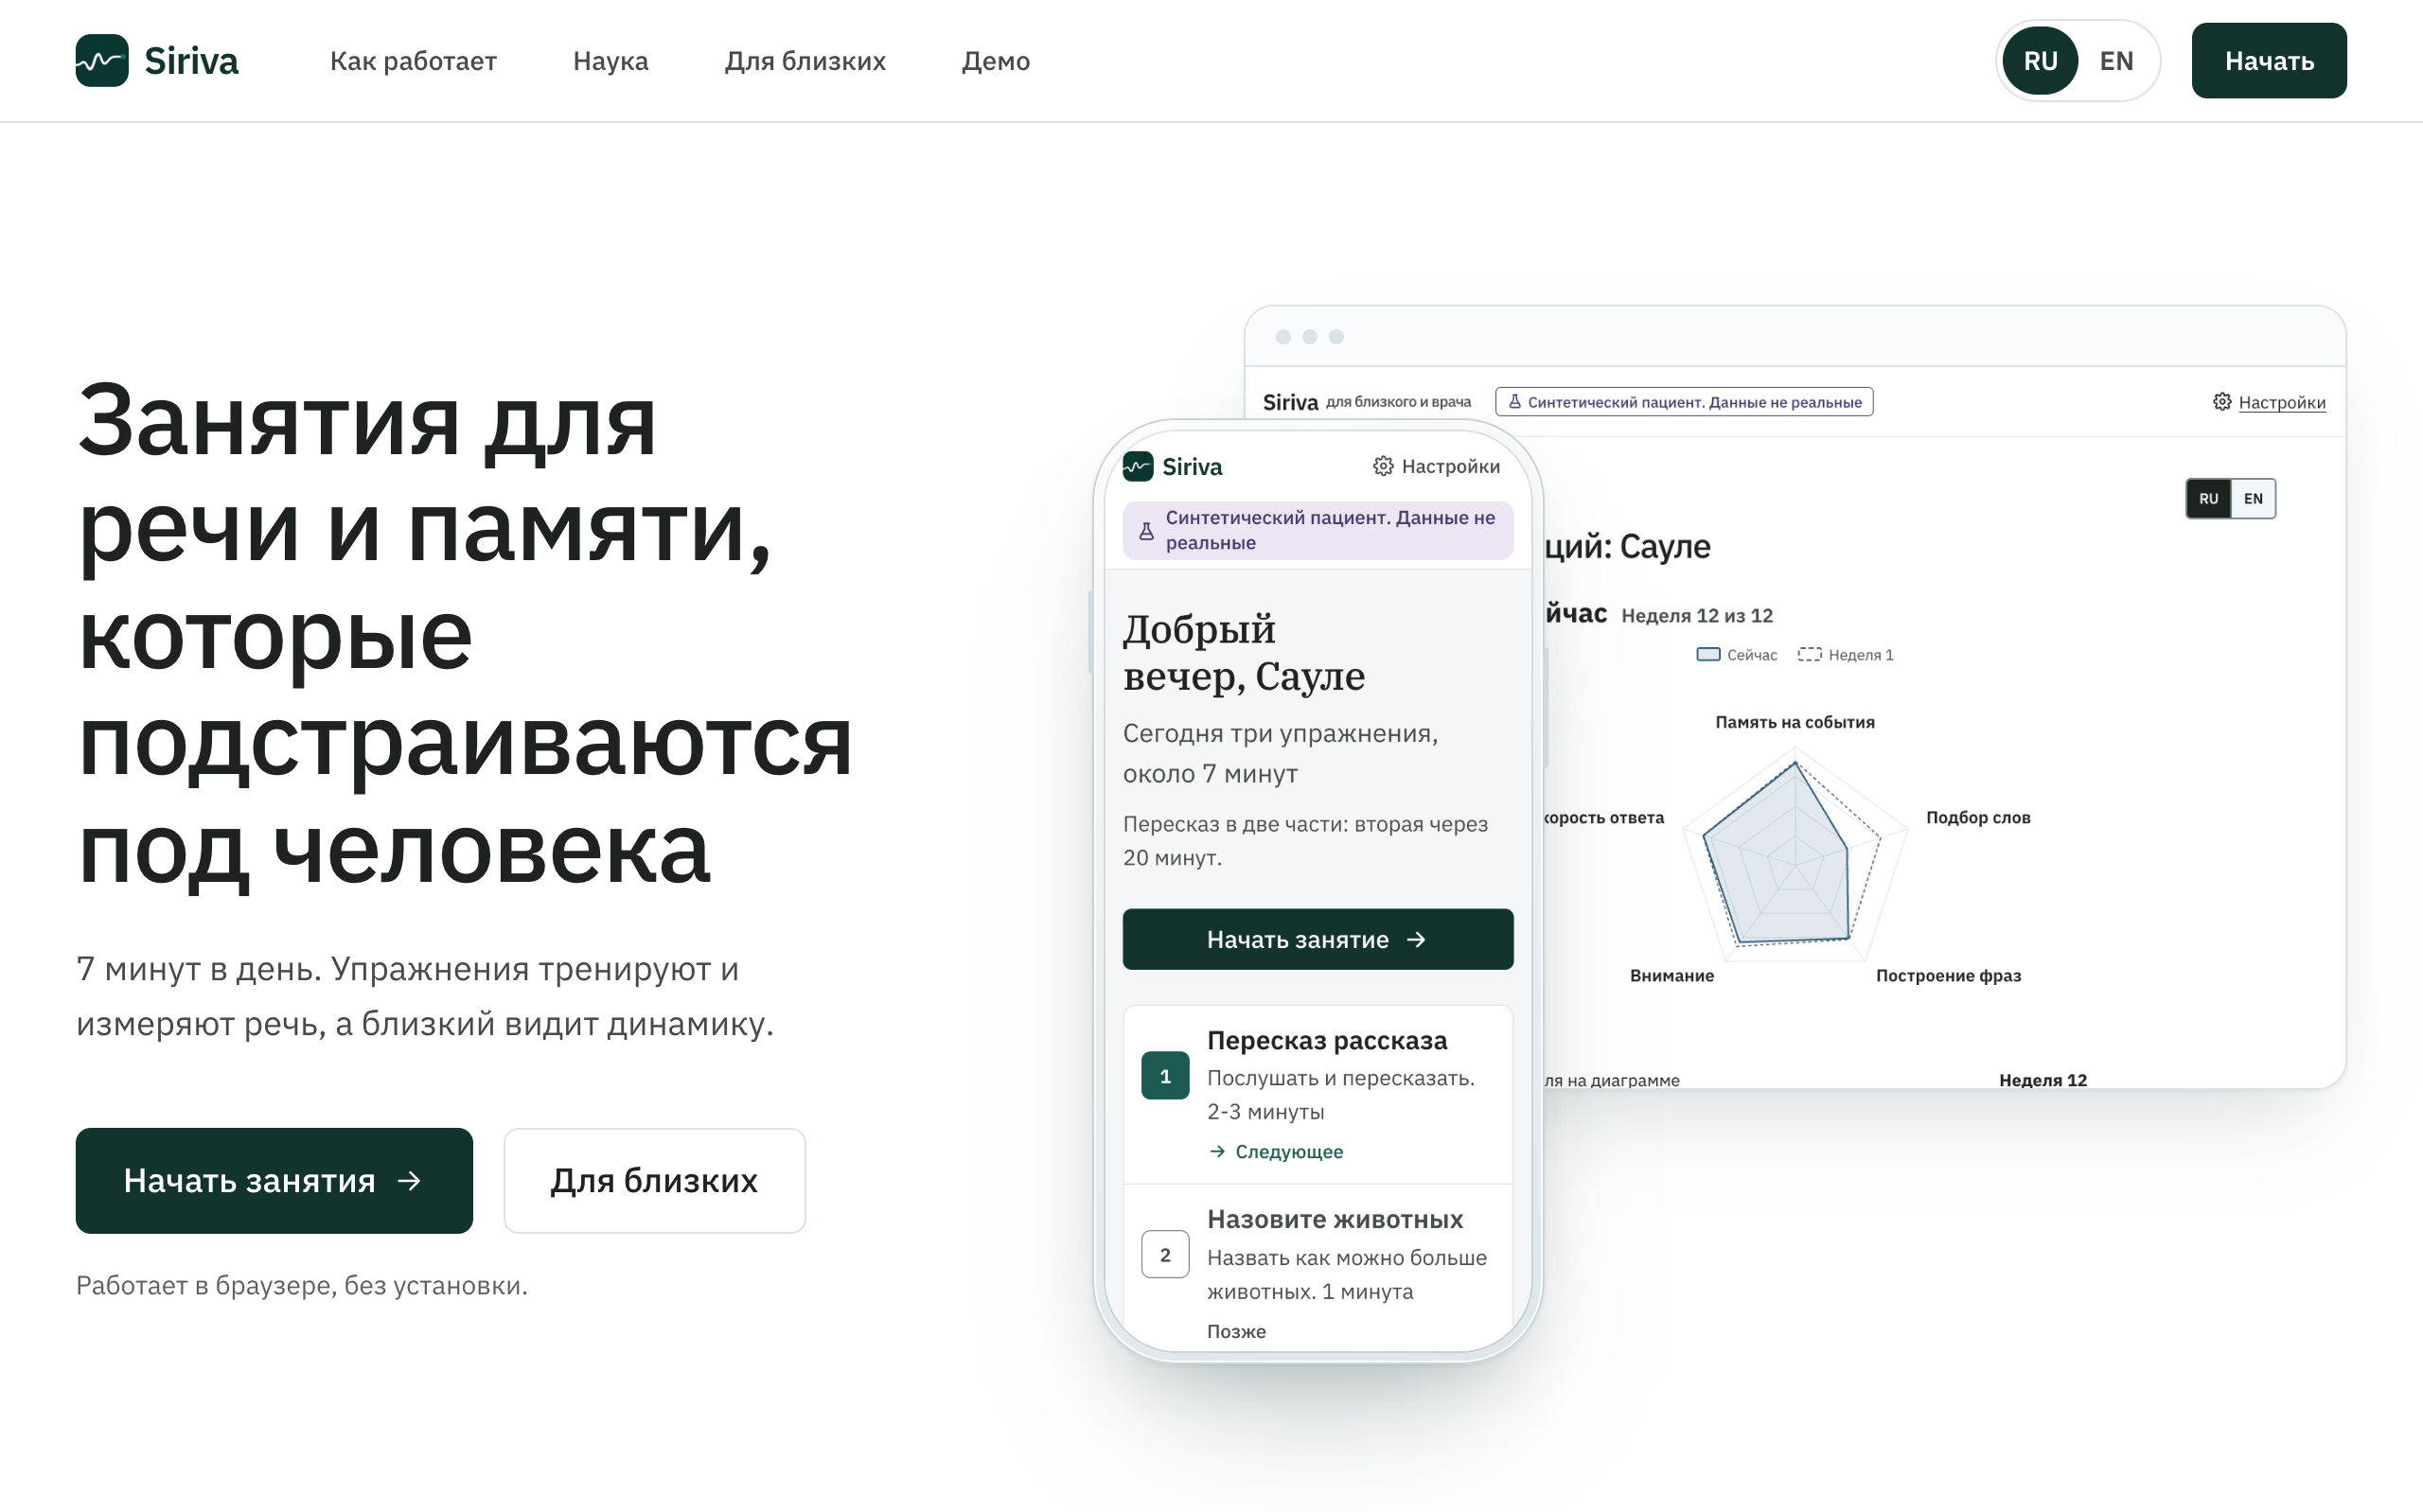 Siriva
Как работает
Наука
Для близких
Демо
RU
EN
Начать
Занятия для
речи и памяти,
которые
подстраиваются
под человека
7 минут в день. Упражнения тренируют и
измеряют речь, а близкий видит динамику.
Начать занятия →
Для близких
Работает в браузере, без установки.
Siriva для близкого и врача
Синтетический пациент. Данные не реальные
Настройки
RU
EN
ций: Сауле
йчас Неделя 12 из 12
Сейчас
Неделя 1
Память на события
корость ответа
Подбор слов
Внимание
Построение фраз
ля на диаграмме
Неделя 12
Siriva
Настройки
Синтетический пациент. Данные не
реальные
Добрый
вечер, Сауле
Сегодня три упражнения,
около 7 минут
Пересказ в две части: вторая через
20 минут.
Начать занятие →
1
Пересказ рассказа
Послушать и пересказать.
2-3 минуты
→ Следующее
2
Назовите животных
Назвать как можно больше
животных. 1 минута
Позже